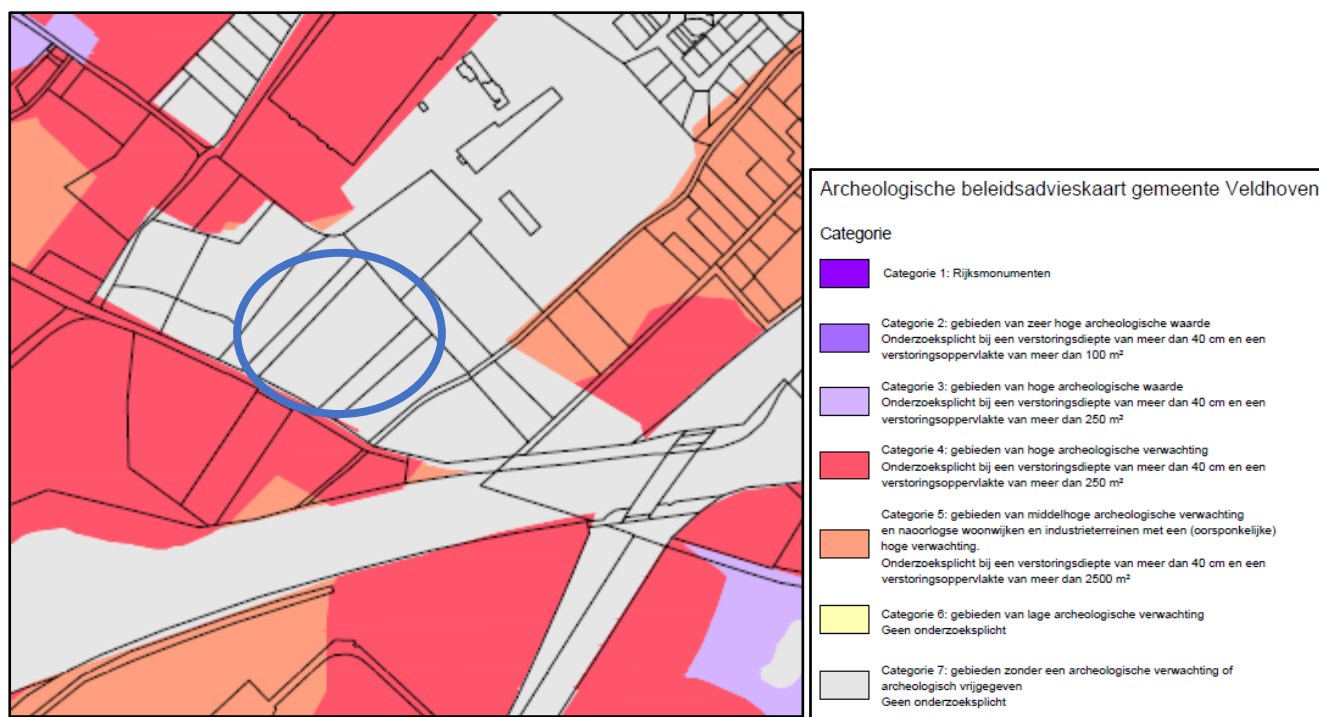 Archeologische beleidsadvieskaart gemeente Veldhoven
Categorie
Categorie 1: Rijksmonumenten
Categorie 2: gebieden van zeer hoge archeologische waarde
Onderzoeksplicht bij een verstoringsdiepte van meer dan 40 cm en een
verstoringsoppervlakte van meer dan 100 m²
Categorie 3: gebieden van hoge archeologische waarde
Onderzoeksplicht bij een verstoringsdiepte van meer dan 40 cm en een
verstoringsoppervlakte van meer dan 250 m²
Categorie 4: gebieden van hoge archeologische verwachting
Onderzoeksplicht bij een verstoringsdiepte van meer dan 40 cm en een
verstoringsoppervlakte van meer dan 250 m²
Categorie 5: gebieden van middelhoge archeologische verwachting
en naoorlogse woonwijken en industrieterreinen met een (oorsponkelijke)
hoge verwachting.
Onderzoeksplicht bij een verstoringsdiepte van meer dan 40 cm en een
verstoringsoppervlakte van meer dan 2500 m²
Categorie 6: gebieden van lage archeologische verwachting
Geen onderzoeksplicht
Categorie 7: gebieden zonder een archeologische verwachting of
archeologisch vrijgegeven
Geen onderzoeksplicht